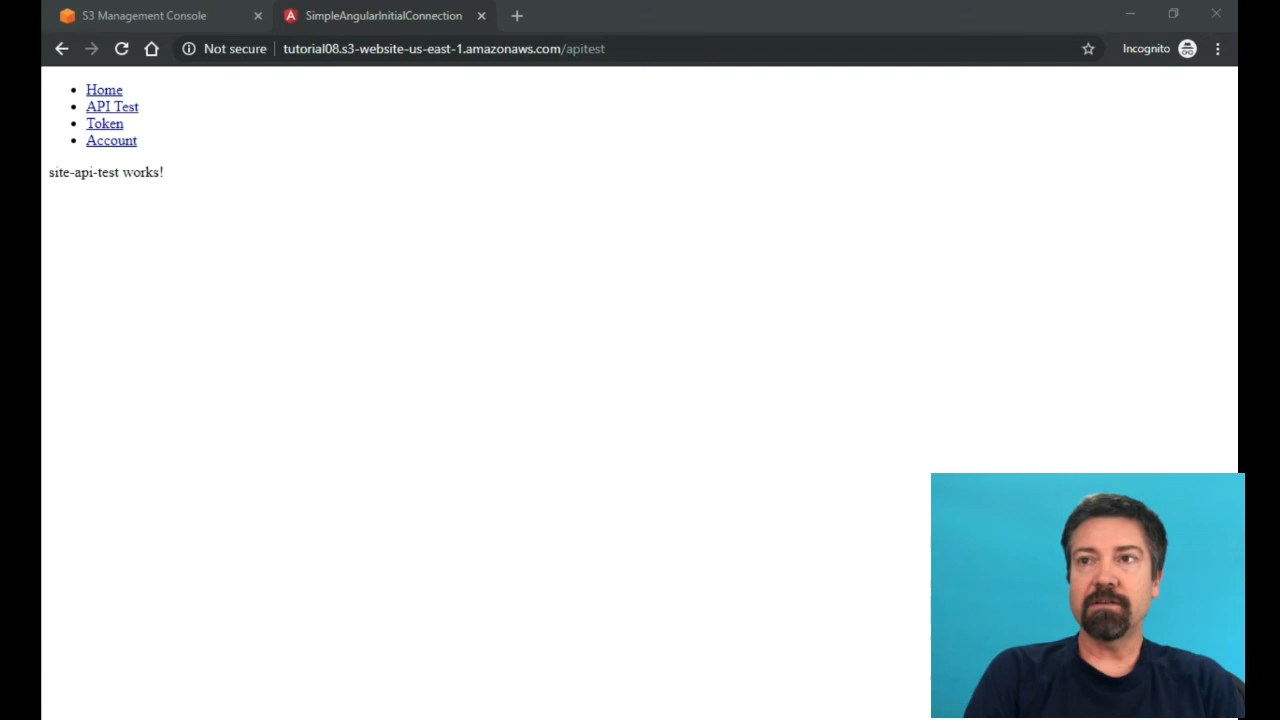 S3 Management Console
SimpleAngularInitialConnection
Not secure tutorial08.s3-website-us-east-1.amazonaws.com/apitest Incognito
Home
API Test
Token
Account
site-api-test works!